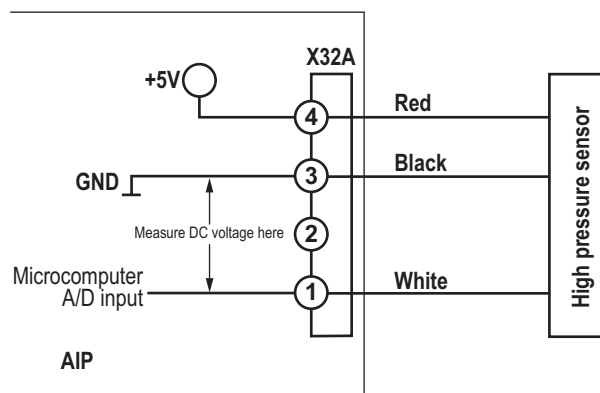 X32A
+5V
4
Red
GND
3
Black
Measure DC voltage here
2
Microcomputer
A/D input
1
White
High pressure sensor
AIP